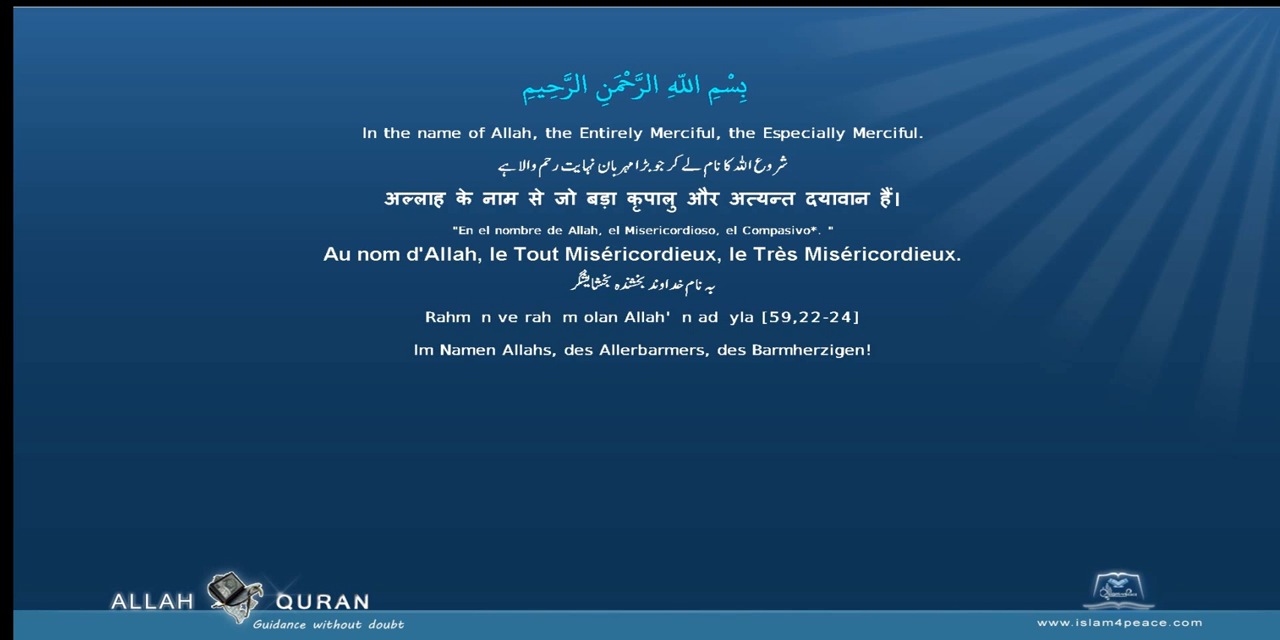 بِسْمِ اللّهِ الرَّحْمَنِ الرَّحِيمِ
In the name of Allah, the Entirely Merciful, the Especially Merciful.
شروع الله کا نام لے کر جو بڑا مہربان نہایت رحم والا ہے
अल्लाह के नाम से जो बड़ा कृपालु और अत्यन्त दयावान हैं।
"En el nombre de Allah, el Misericordioso, el Compasivo*. "
Au nom d'Allah, le Tout Miséricordieux, le Très Miséricordieux.
به نام خداوند بخشنده بخشایشگر
Rahm n ve rah m olan Allah' n ad yla [59,22-24]
Im Namen Allahs, des Allerbarmers, des Barmherzigen!
ALLAH QURAN
Guidance without doubt
www.islam4peace.com